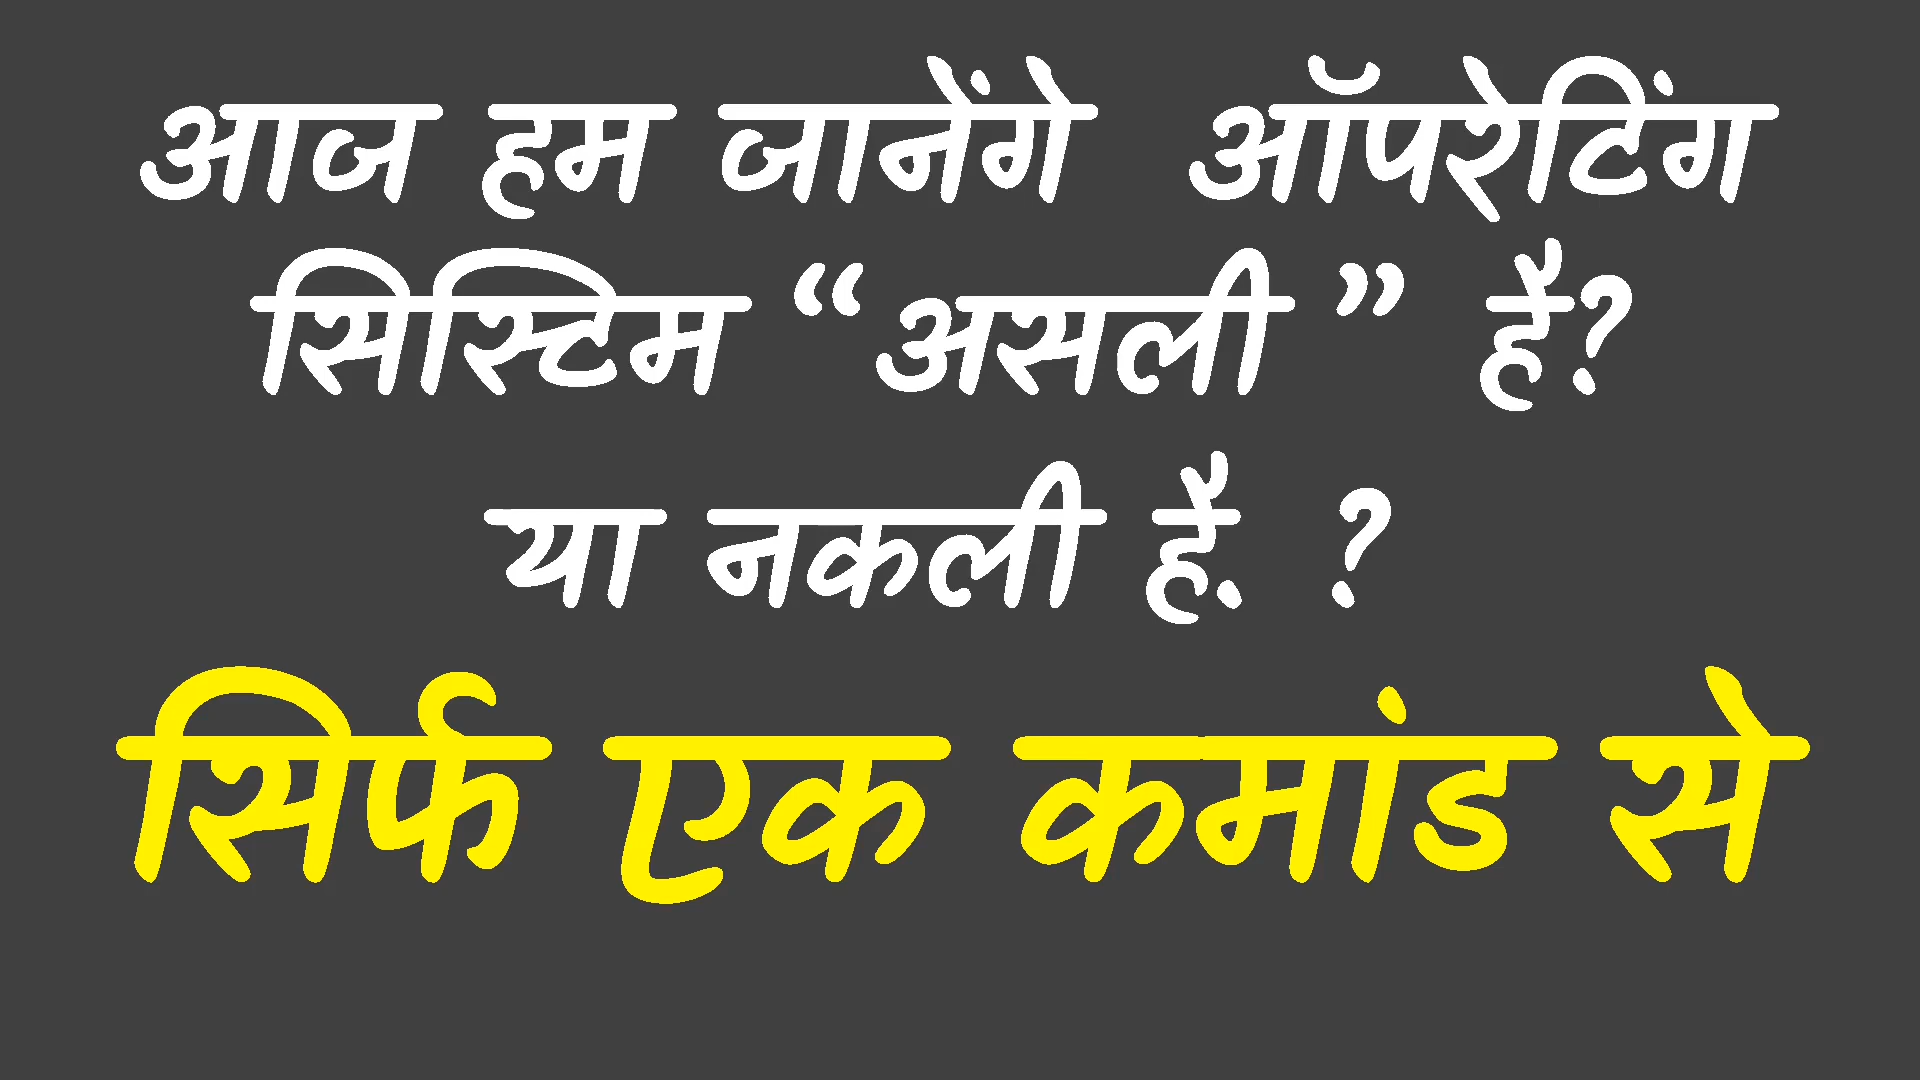 आज हम जानेंगे ऑपरेटिंग
सिस्टिम “असली ” है?
या नकली है. ?
सिर्फ एक कमांड से